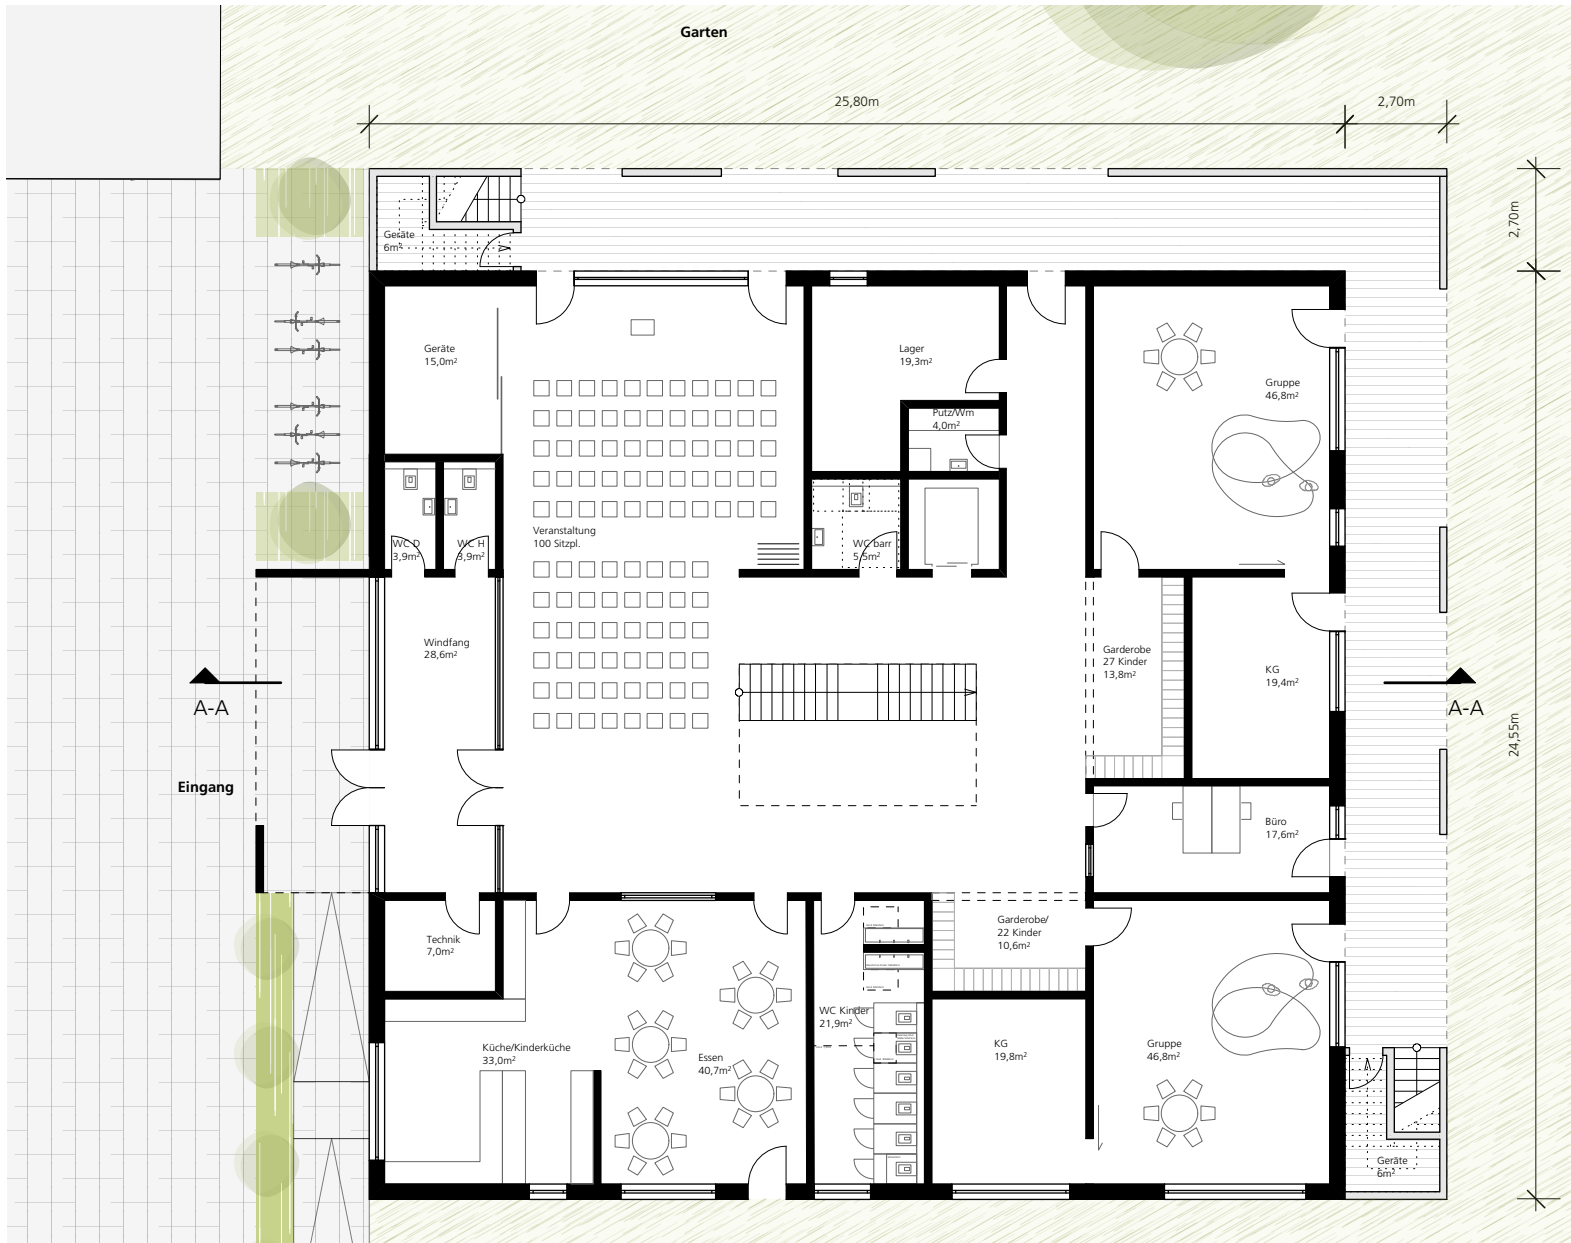 Garten
25,80m
2,70m
2,70m
Geräte
6m²
Geräte
15,0m²
Lager
19,3m²
Gruppe
46,8m²
Putz/Wm
4,0m²
Veranstaltung
100 Sitzpl.
WC D
3,9m²
WC H
3,9m²
WC barr
5,5m²
Windfang
28,6m²
Garderobe
27 Kinder
13,8m²
KG
19,4m²
A-A
A-A
24,55m
Eingang
Büro
17,6m²
Technik
7,0m²
Garderobe/
22 Kinder
10,6m²
WC Kinder
21,9m²
Küche/Kinderküche
33,0m²
Essen
40,7m²
KG
19,8m²
Gruppe
46,8m²
Geräte
6m²